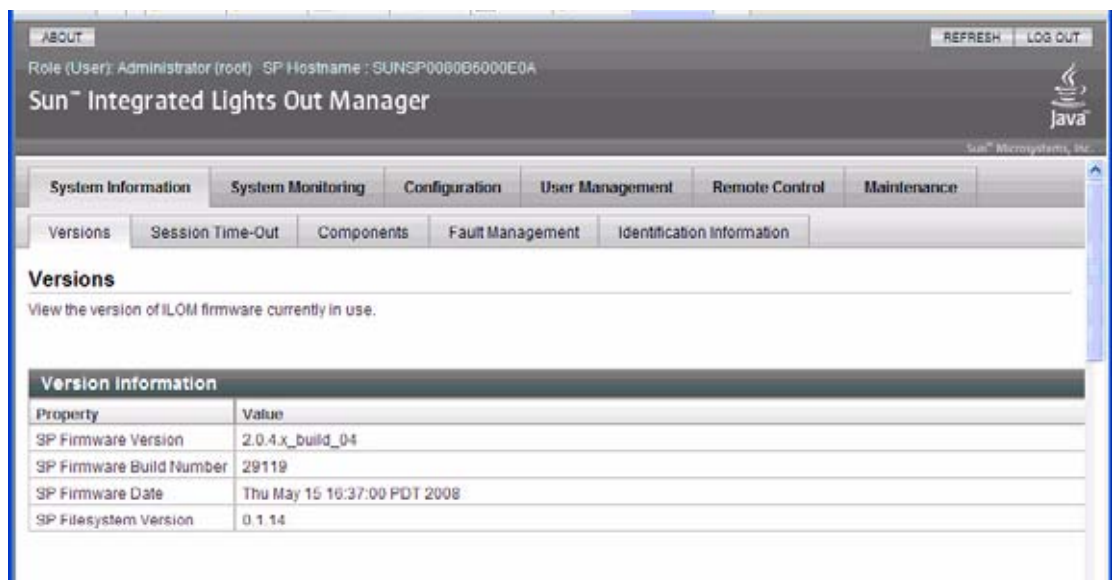 ABOUT REFRESH LOG OUT
Role (User): Administrator (root) SP Hostname : SUNSP0080B6000E0A
Sun™ Integrated Lights Out Manager
Java
Sun™ Microsystems, Inc.
System Information System Monitoring Configuration User Management Remote Control Maintenance
Versions Session Time-Out Components Fault Management Identification Information
Versions
View the version of ILOM firmware currently in use.
Version Information
Property Value
SP Firmware Version 2.0.4.x_build_04
SP Firmware Build Number 29119
SP Firmware Date Thu May 15 16:37:00 PDT 2008
SP Filesystem Version 0.1.14